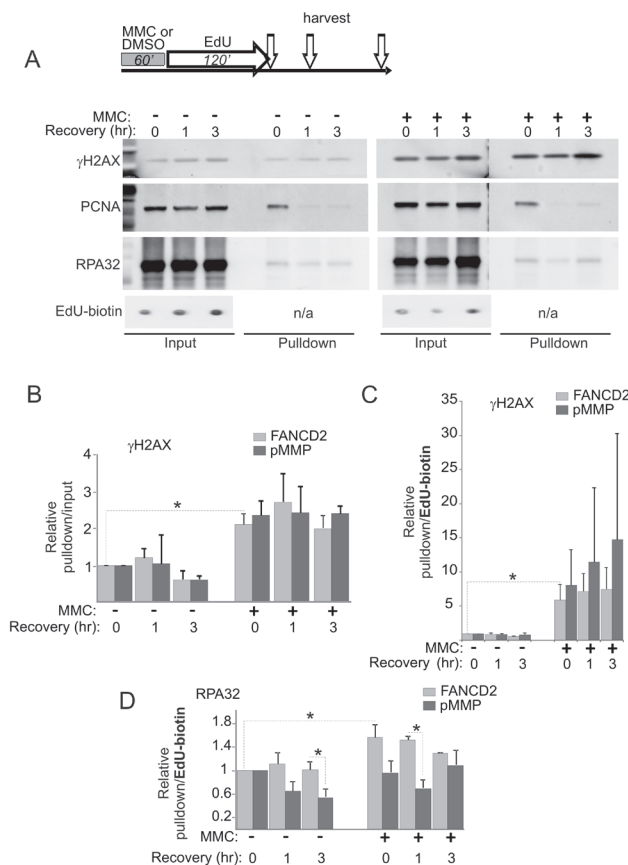 harvest
MMC or
DMSO
EdU
60’
120’
A
MMC: - - - - - - + + + + + +
Recovery (hr): 0 1 3 0 1 3 0 1 3 0 1 3
γH2AX
PCNA
RPA32
EdU-biotin n/a n/a
Input Pulldown Input Pulldown
B
γH2AX
FANCD2
pMMP
Relative
pulldown/input
4
3
2
1
*
MMC: - - - + + +
Recovery (hr): 0 1 3 0 1 3
C
γH2AX
FANCD2
pMMP
Relative
pulldown/EdU-biotin
35
30
25
20
15
10
5
*
MMC: - - - + + +
Recovery (hr): 0 1 3 0 1 3
D
RPA32
FANCD2
pMMP
Relative
pulldown/EdU-biotin
1.8
1.4
1
0.6
0.2
* * *
MMC: - - - + + +
Recovery (hr): 0 1 3 0 1 3